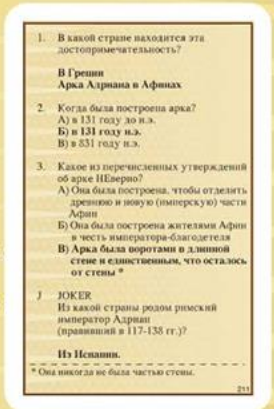 1. В какой стране находится эта
достопримечательность?
В Греции
Арка Адриана в Афинах
2. Когда была построена арка?
А) в 131 году до н.э.
Б) в 131 году н.э.
В) в 831 году н.э.
3. Какое из перечисленных утверждений
об арке НЕверно?
А) Она была построена, чтобы отделить
древнюю и новую (имперскую) части
Афин
Б) Она была построена жителями Афин
в честь императора-благодетеля
В) Арка была воротами в длинной
стене и единственным, что осталось
от стены *
J JOKER
Из какой страны родом римский
император Адриан
(правивший в 117-138 гг.)?
Из Испании.
* Она никогда не была частью стены.
211